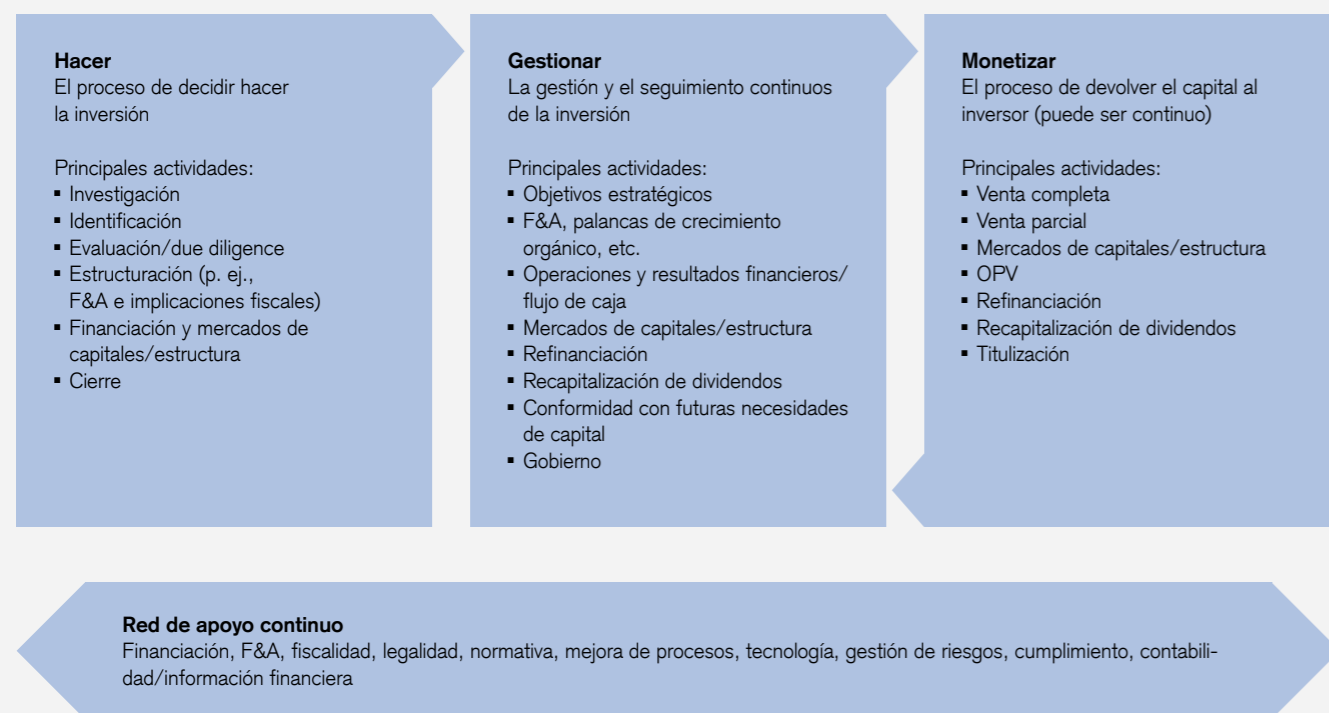 Hacer
El proceso de decidir hacer
la inversión
Principales actividades:
▪ Investigación
▪ Identificación
▪ Evaluación/due diligence
▪ Estructuración (p. ej.,
F&A e implicaciones fiscales)
▪ Financiación y mercados de
capitales/estructura
▪ Cierre
Gestionar
La gestión y el seguimiento continuos
de la inversión
Principales actividades:
▪ Objetivos estratégicos
▪ F&A, palancas de crecimiento
orgánico, etc.
▪ Operaciones y resultados financieros/
flujo de caja
▪ Mercados de capitales/estructura
▪ Refinanciación
▪ Recapitalización de dividendos
▪ Conformidad con futuras necesidades
de capital
▪ Gobierno
Monetizar
El proceso de devolver el capital al
inversor (puede ser continuo)
Principales actividades:
▪ Venta completa
▪ Venta parcial
▪ Mercados de capitales/estructura
▪ OPV
▪ Refinanciación
▪ Recapitalización de dividendos
▪ Titulización
Red de apoyo continuo
Financiación, F&A, fiscalidad, legalidad, normativa, mejora de procesos, tecnología, gestión de riesgos, cumplimiento, contabili-
dad/información financiera